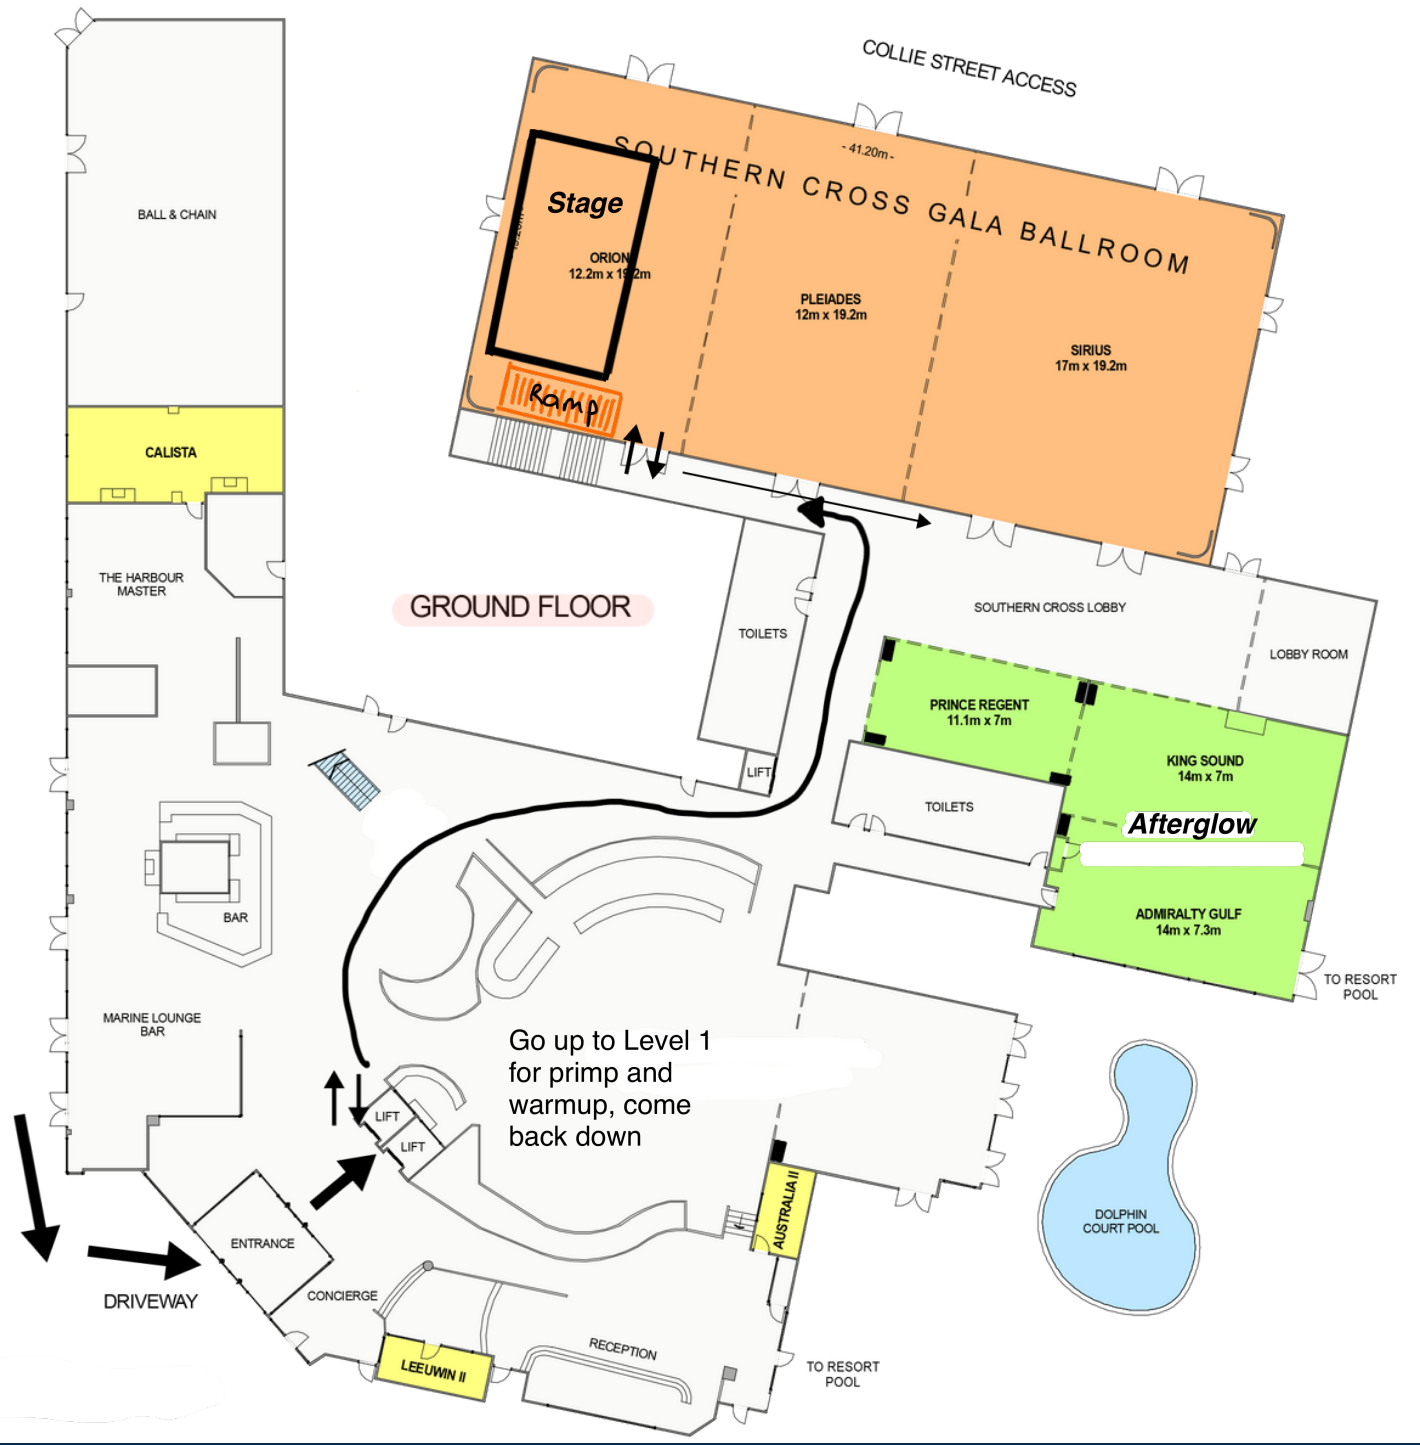 COLLIE STREET ACCESS
- 41.20m -
SOUTHERN CROSS GALA BALLROOM
Stage
ORION
12.2m x 19.2m
PLEIADES
12m x 19.2m
SIRIUS
17m x 19.2m
Ramp
BALL & CHAIN
CALISTA
THE HARBOUR
MASTER
GROUND FLOOR
TOILETS
LIFT
SOUTHERN CROSS LOBBY
LOBBY ROOM
PRINCE REGENT
11.1m x 7m
KING SOUND
14m x 7m
TOILETS
Afterglow
ADMIRALTY GULF
14m x 7.3m
TO RESORT
POOL
BAR
MARINE LOUNGE
BAR
Go up to Level 1
for primp and
warmup, come
back down
LIFT
LIFT
AUSTRALIA II
DOLPHIN
COURT POOL
ENTRANCE
DRIVEWAY
CONCIERGE
RECEPTION
LEEUWIN II
TO RESORT
POOL